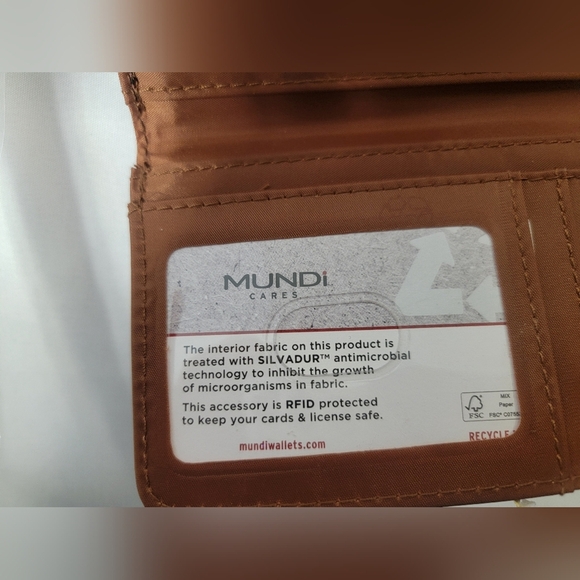 MUNDi
CARES
The interior fabric on this product is
treated with SILVADUR™ antimicrobial
technology to inhibit the growth
of microorganisms in fabric.
This accessory is RFID protected
to keep your cards & license safe.
mundiwallets.com
FSC
MIX
Paper
RECYCLE